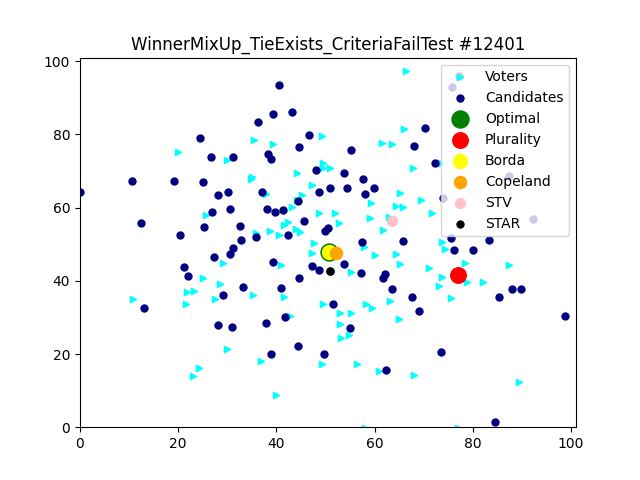 WinnerMixUp_TieExists_CriteriaFailTest #12401
100
80
60
40
20
0
0
20
40
60
80
100
Voters
Candidates
Optimal
Plurality
Borda
Copeland
STV
STAR